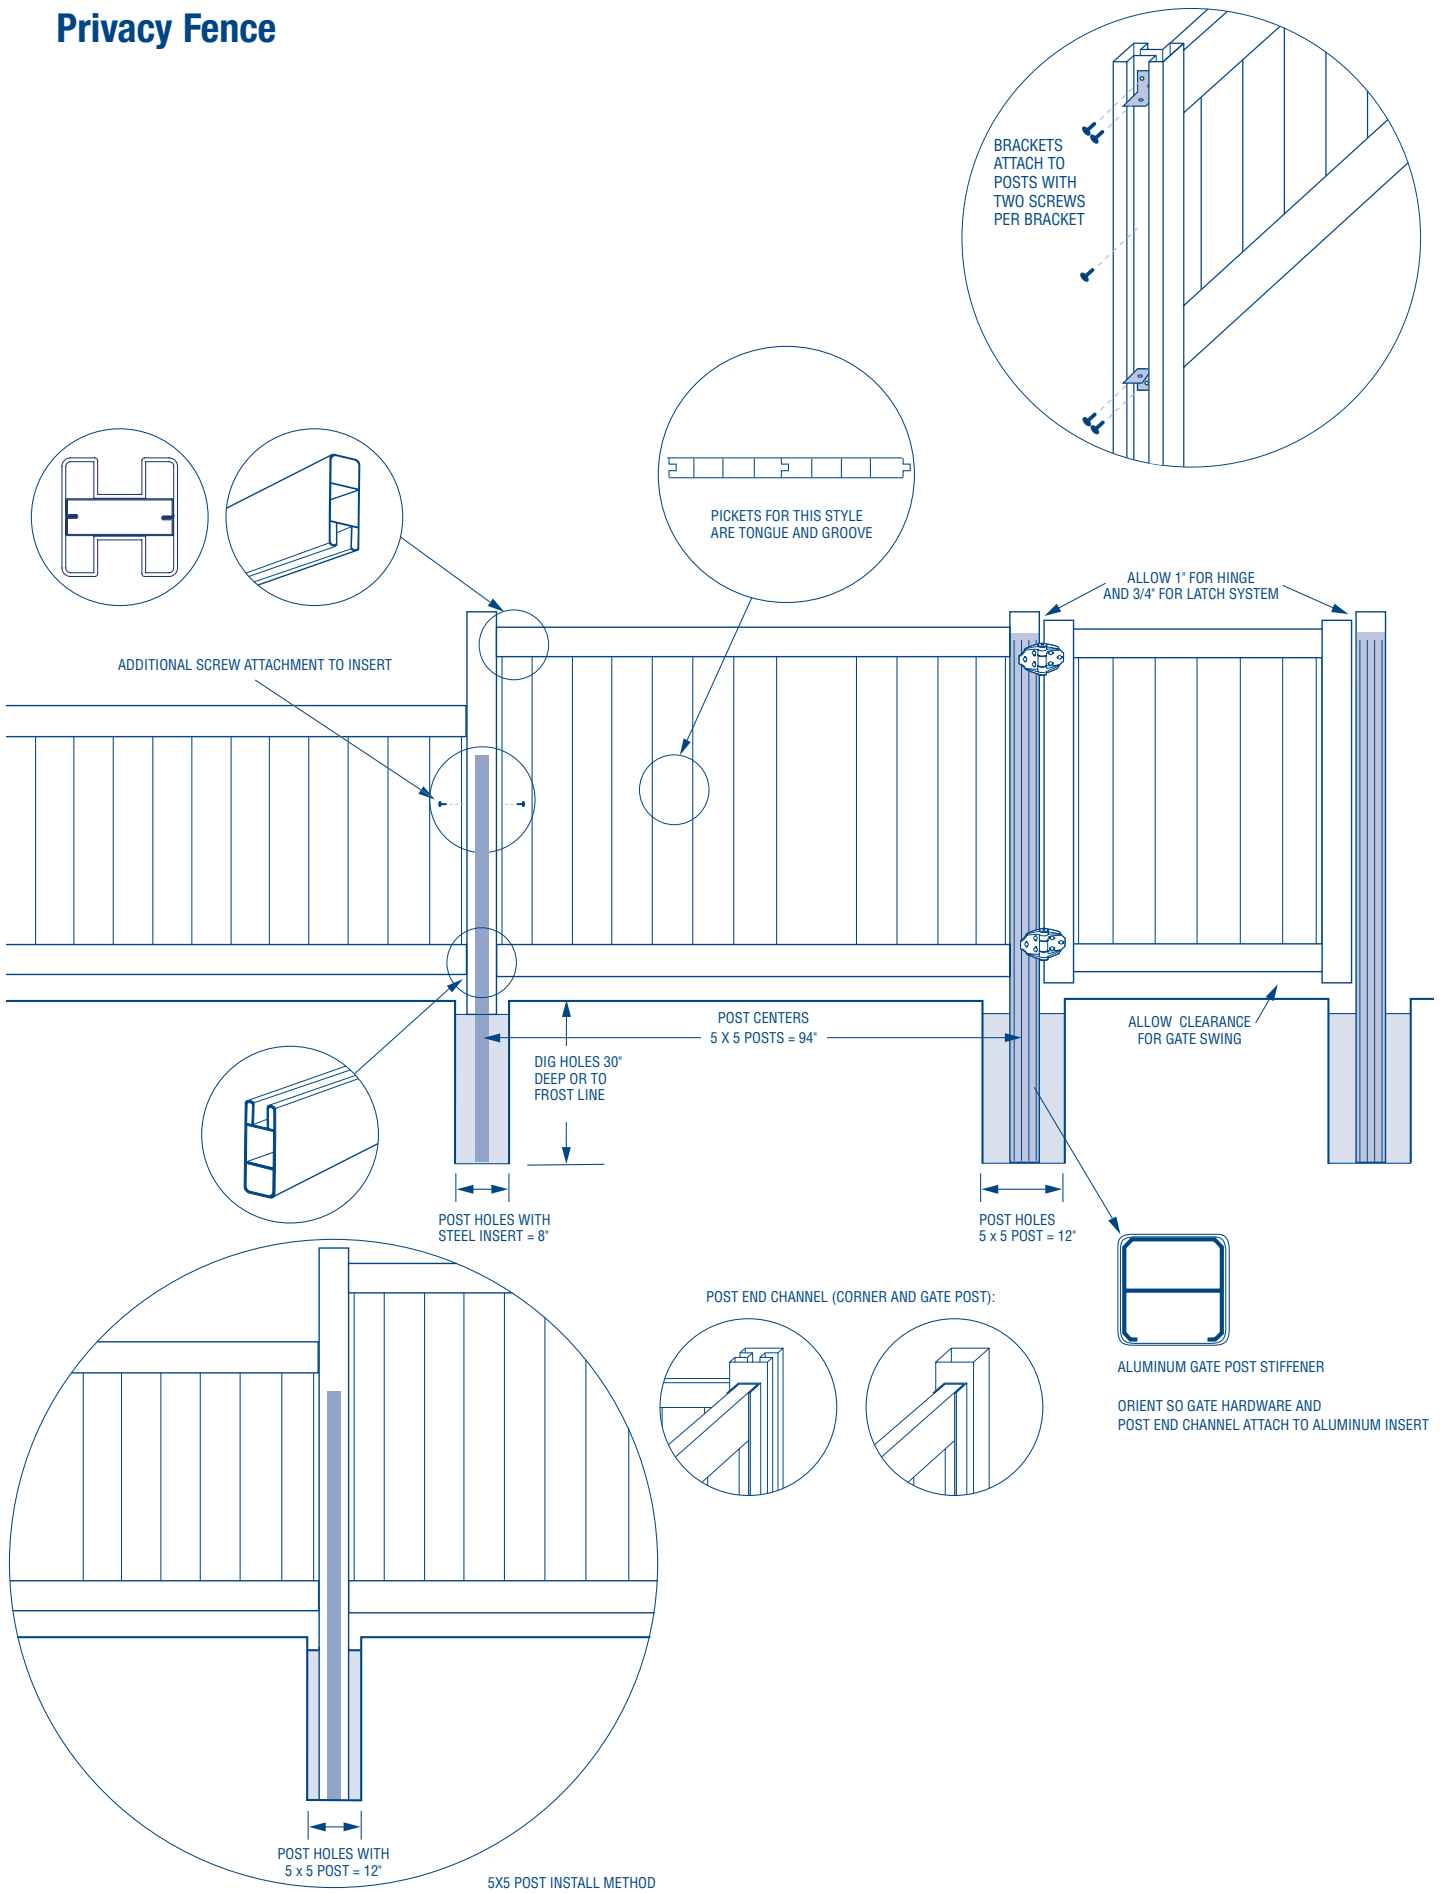 Privacy Fence
BRACKETS
ATTACH TO
POSTS WITH
TWO SCREWS
PER BRACKET
PICKETS FOR THIS STYLE
ARE TONGUE AND GROOVE
ALLOW 1" FOR HINGE
AND 3/4" FOR LATCH SYSTEM
ADDITIONAL SCREW ATTACHMENT TO INSERT
POST CENTERS
5 X 5 POSTS = 94"
ALLOW CLEARANCE
FOR GATE SWING
DIG HOLES 30"
DEEP OR TO
FROST LINE
POST HOLES WITH
STEEL INSERT = 8"
POST HOLES
5 x 5 POST = 12"
POST END CHANNEL (CORNER AND GATE POST):
ALUMINUM GATE POST STIFFENER
ORIENT SO GATE HARDWARE AND
POST END CHANNEL ATTACH TO ALUMINUM INSERT
POST HOLES WITH
5 x 5 POST = 12"
5X5 POST INSTALL METHOD